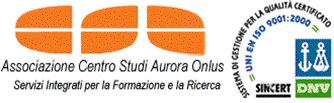 Associazione Centro Studi Aurora Onlus
Servizi Integrati per la Formazione e la Ricerca
SISTEMA DI GESTIONE PER LA QUALITÀ CERTIFICATO
= UNI EN ISO 9001:2000 =
SINCERT
DNV